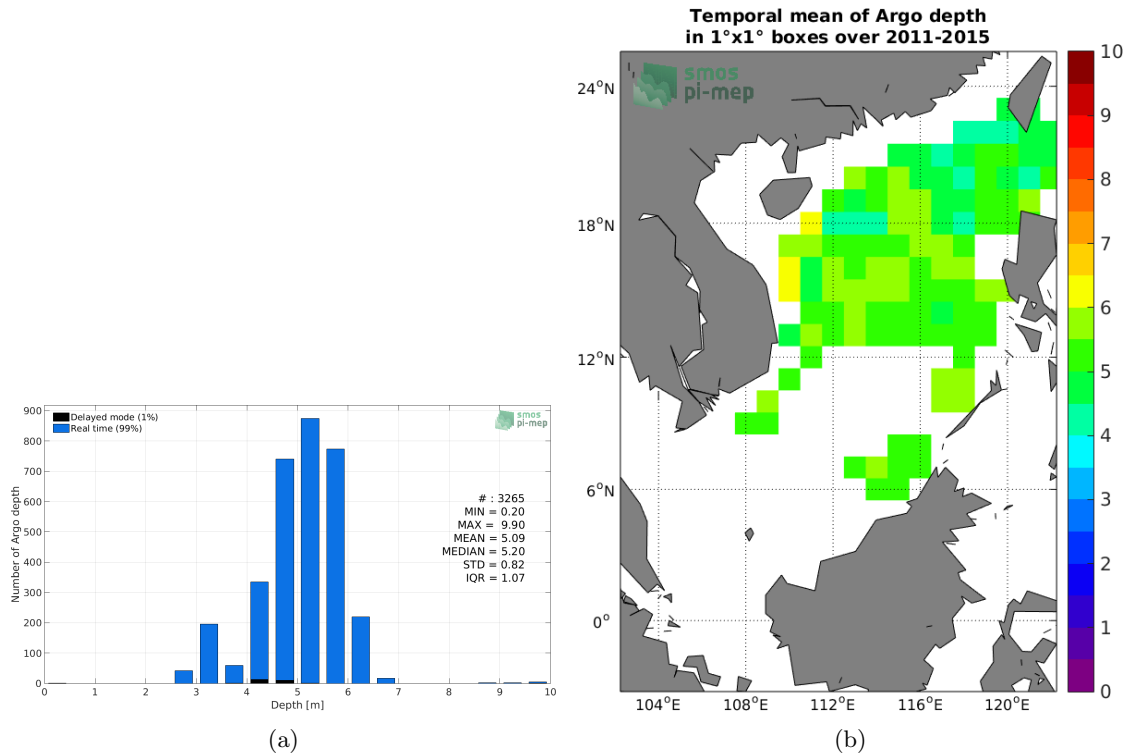 Temporal mean of Argo depth
in 1°x1° boxes over 2011-2015
smos
pi-mep
24°N
18°N
12°N
6°N
0°
104°E
108°E
112°E
116°E
120°E
10
9
8
7
6
5
4
3
2
1
0
(b)
Delayed mode (1%)
Real time (99%)
smos
pi-mep
# : 3265
MIN = 0.20
MAX = 9.90
MEAN = 5.09
MEDIAN = 5.20
STD = 0.82
IQR = 1.07
Number of Argo depth
900
800
700
600
500
400
300
200
100
0
0 1 2 3 4 5 6 7 8 9 10
Depth [m]
(a)